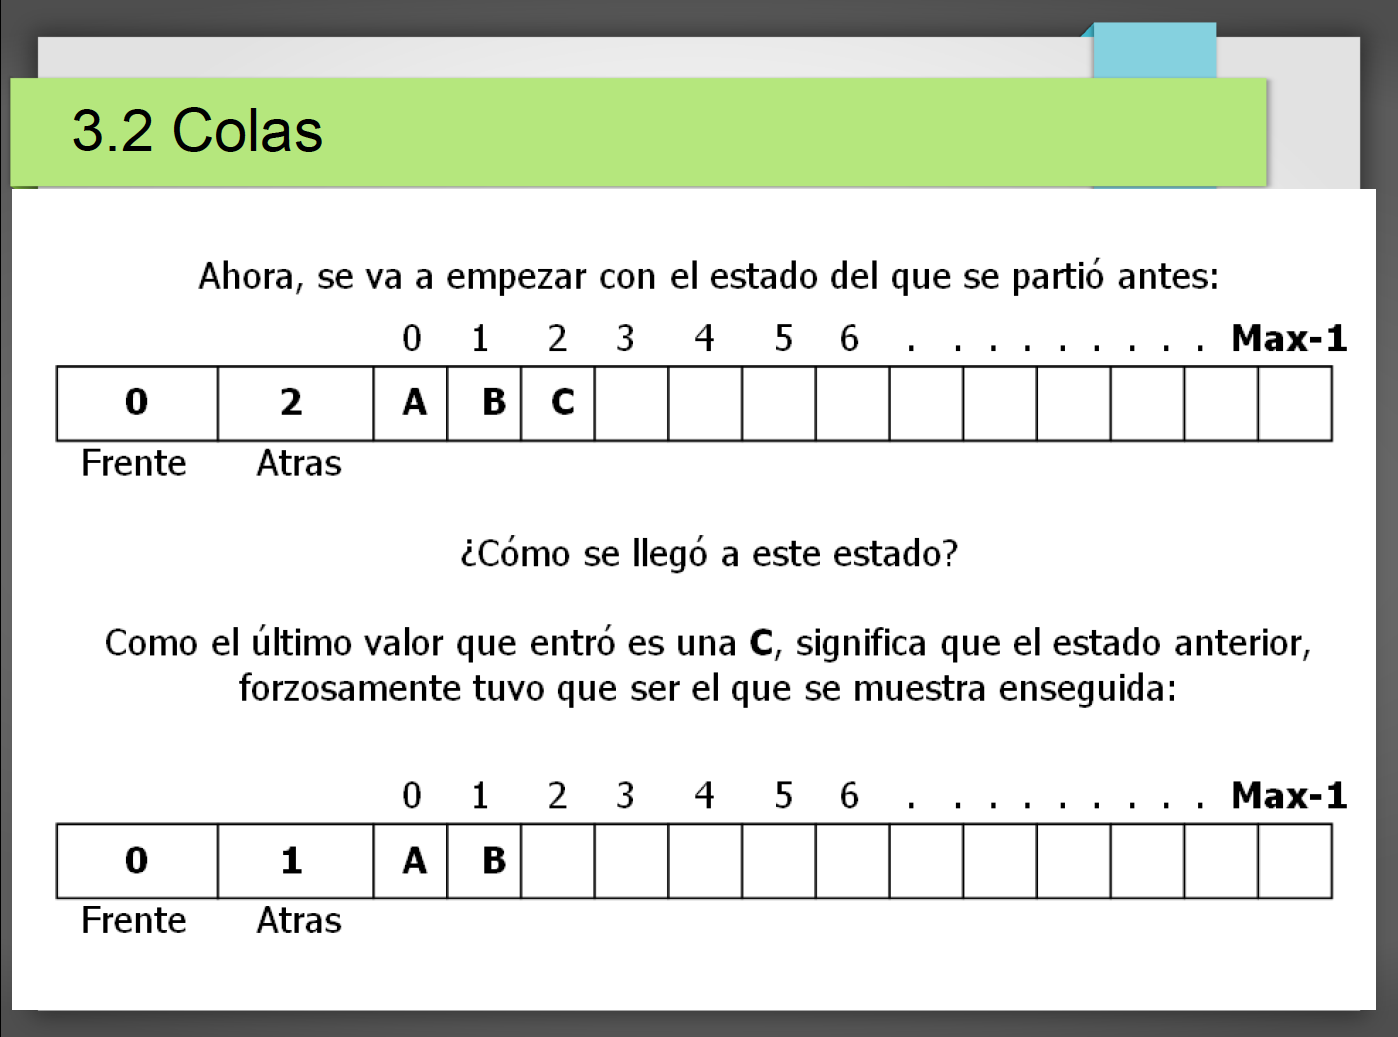 3.2 Colas
Ahora, se va a empezar con el estado del que se partió antes:
0 1 2 3 4 5 6 . . . . . . . . . Max-1
0 2 A B C
Frente Atras
¿Cómo se llegó a este estado?
Como el último valor que entró es una C, significa que el estado anterior,
forzosamente tuvo que ser el que se muestra enseguida:
0 1 2 3 4 5 6 . . . . . . . . . Max-1
0 1 A B
Frente Atras